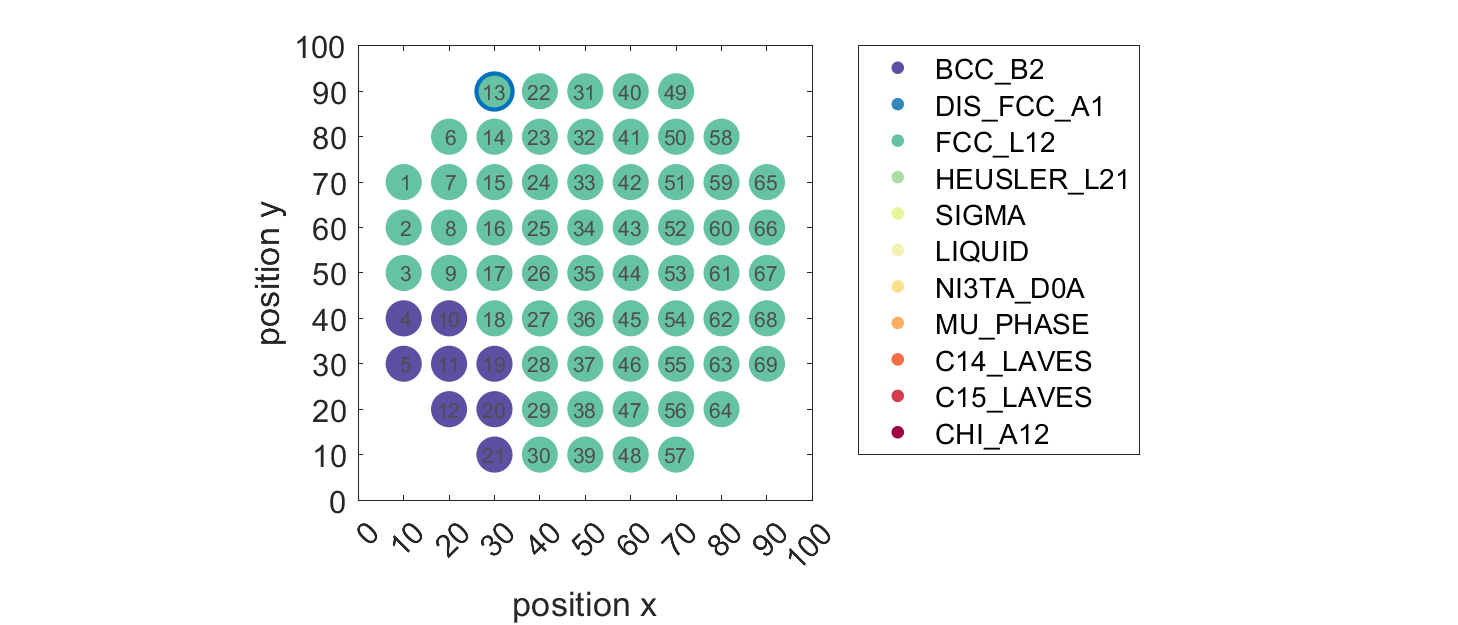 100
90
80
70
60
50
40
30
20
10
0
position y
13 22 31 40 49
6 14 23 32 41 50 58
1 7 15 24 33 42 51 59 65
2 8 16 25 34 43 52 60 66
3 9 17 26 35 44 53 61 67
4 10 18 27 36 45 54 62 68
5 11 19 28 37 46 55 63 69
12 20 29 38 47 56 64
21 30 39 48 57
0 10 20 30 40 50 60 70 80 90 100
position x
BCC_B2
DIS_FCC_A1
FCC_L12
HEUSLER_L21
SIGMA
LIQUID
NI3TA_D0A
MU_PHASE
C14_LAVES
C15_LAVES
CHI_A12